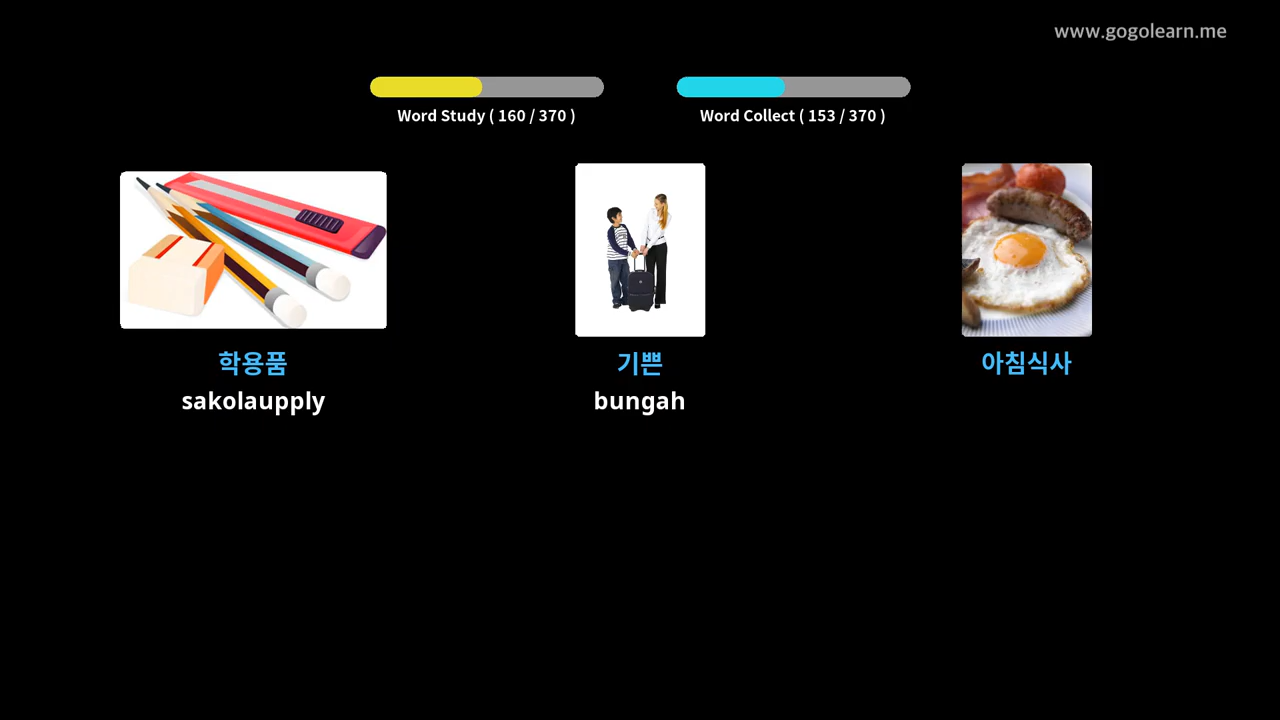 www.gogolearn.me
Word Study ( 160 / 370 )
Word Collect ( 153 / 370 )
학용품
기쁜
아침식사
sakolaupply
bungah